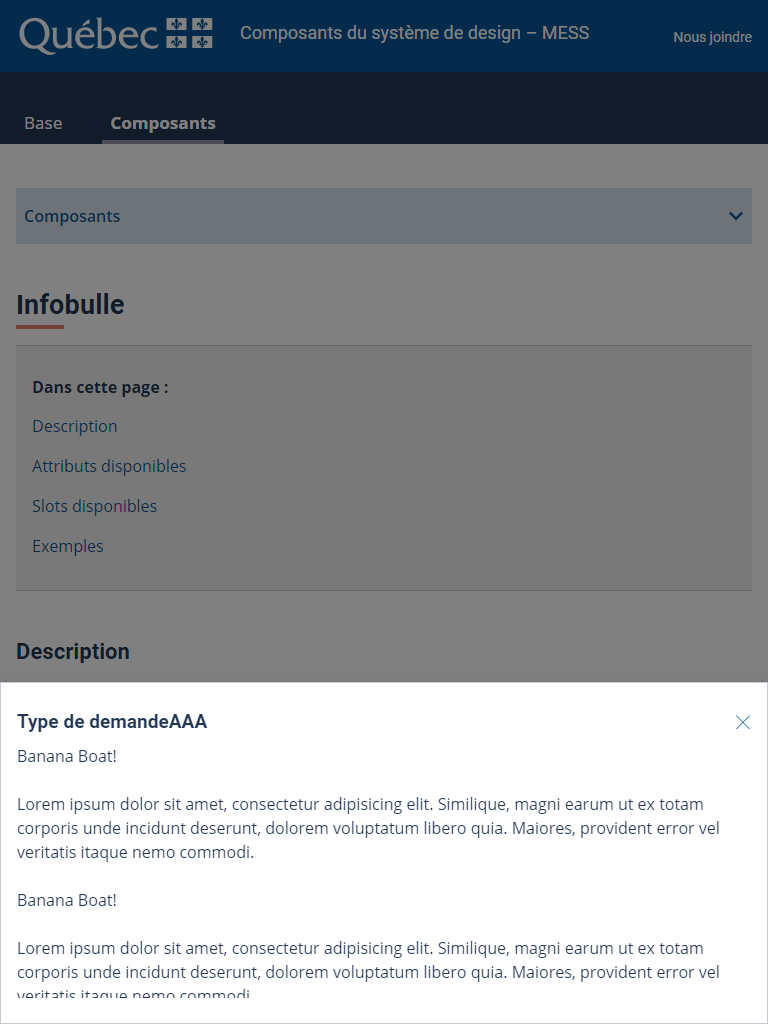 Québec
Composants du système de design – MESS
Nous joindre
Base
Composants
Composants
Infobulle
Dans cette page :
Description
Attributs disponibles
Slots disponibles
Exemples
Description
Type de demandeAAA
Banana Boat!
Lorem ipsum dolor sit amet, consectetur adipisicing elit. Similique, magni earum ut ex totam
corporis unde incidunt deserunt, dolorem voluptatum libero quia. Maiores, provident error vel
veritatis itaque nemo commodi.
Banana Boat!
Lorem ipsum dolor sit amet, consectetur adipisicing elit. Similique, magni earum ut ex totam
corporis unde incidunt deserunt, dolorem voluptatum libero quia. Maiores, provident error vel
veritatis itaque nemo commodi.